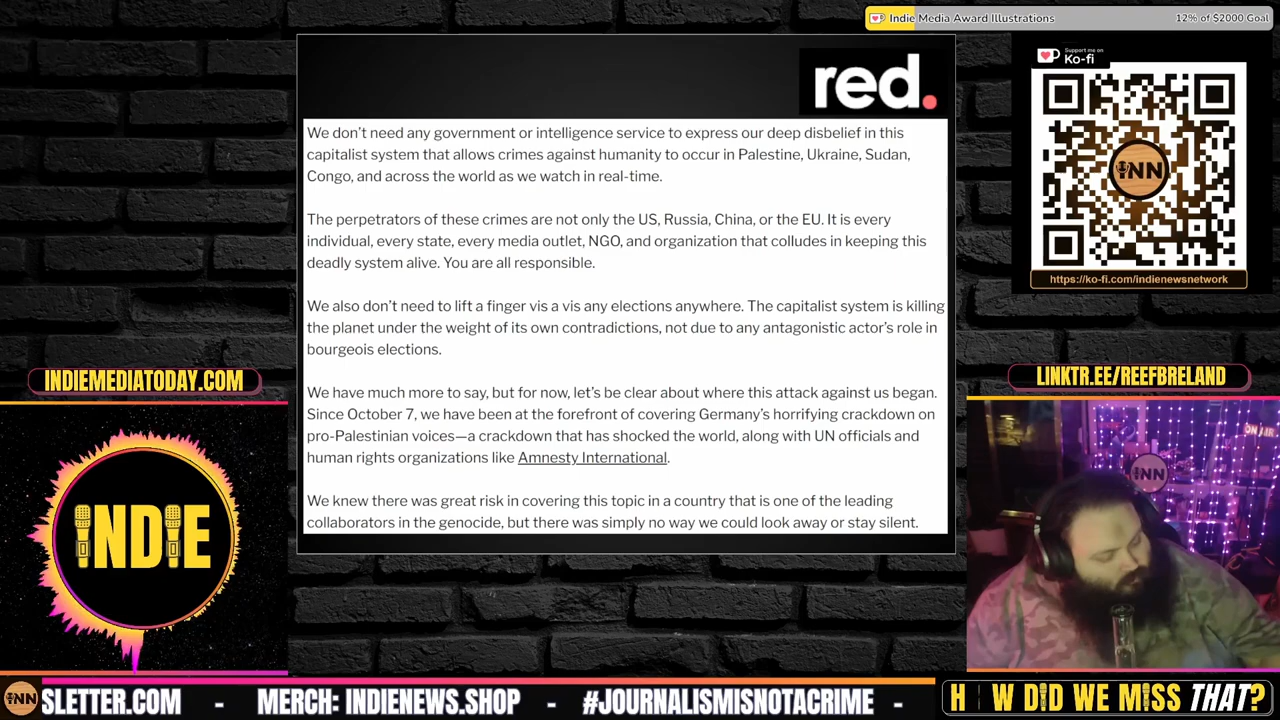 Indie Media Award Illustrations
12% of $2000 Goal
red.
We don't need any government or intelligence service to express our deep disbelief in this
capitalist system that allows crimes against humanity to occur in Palestine, Ukraine, Sudan,
Congo, and across the world as we watch in real-time.
The perpetrators of these crimes are not only the US, Russia, China, or the EU. It is every
individual, every state, every media outlet, NGO, and organization that colludes in keeping this
deadly system alive. You are all responsible.
We also don't need to lift a finger vis a vis any elections anywhere. The capitalist system is killing
the planet under the weight of its own contradictions, not due to any antagonistic actor's role in
bourgeois elections.
We have much more to say, but for now, let's be clear about where this attack against us began.
Since October 7, we have been at the forefront of covering Germany's horrifying crackdown on
pro-Palestinian voices—a crackdown that has shocked the world, along with UN officials and
human rights organizations like Amnesty International.
We knew there was great risk in covering this topic in a country that is one of the leading
collaborators in the genocide, but there was simply no way we could look away or stay silent.
Support me on
Ko-fi
iNN
https://ko-fi.com/indienewsnetwork
INDIEMEDIATODAY.COM
LINKTR.EE/REEFBRELAND
INDIE
ON AIR
iNN
iNN
SLETTER.COM - MERCH: INDIENEWS.SHOP - #JOURNALISMISNOTACRIME -
H W DID WE MISS THAT?